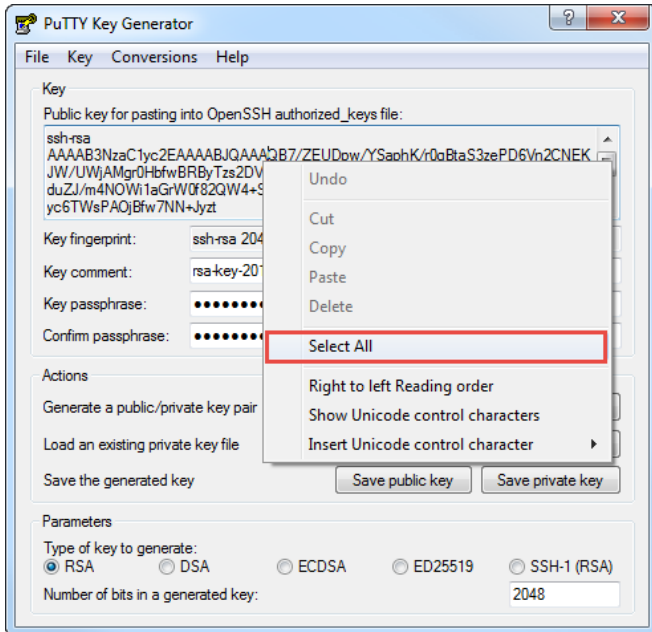 PuTTY Key Generator
File Key Conversions Help
Key
Public key for pasting into OpenSSH authorized_keys file:
ssh-rsa
AAAAB3NzaC1yc2EAAAABJQAAAQB7/ZEUDpw/YSaphK/r0gBtaS3zePD6Vn2CNEK
JW/UWjAMgr0HbfwBRByTzs2DV
duZJ/m4NOWi1aGrW0f82QW4+S
yc6TWsPAOjBfw7NN+Jyzt
Undo
Cut
Copy
Paste
Delete
Select All
Right to left Reading order
Show Unicode control characters
Insert Unicode control character
Key fingerprint: ssh-rsa 204
Key comment: rsa-key-201
Key passphrase: ●●●●●●●●●
Confirm passphrase: ●●●●●●●●●
Actions
Generate a public/private key pair
Load an existing private key file
Save the generated key Save public key Save private key
Parameters
Type of key to generate:
RSA DSA ECDSA ED25519 SSH-1 (RSA)
Number of bits in a generated key: 2048